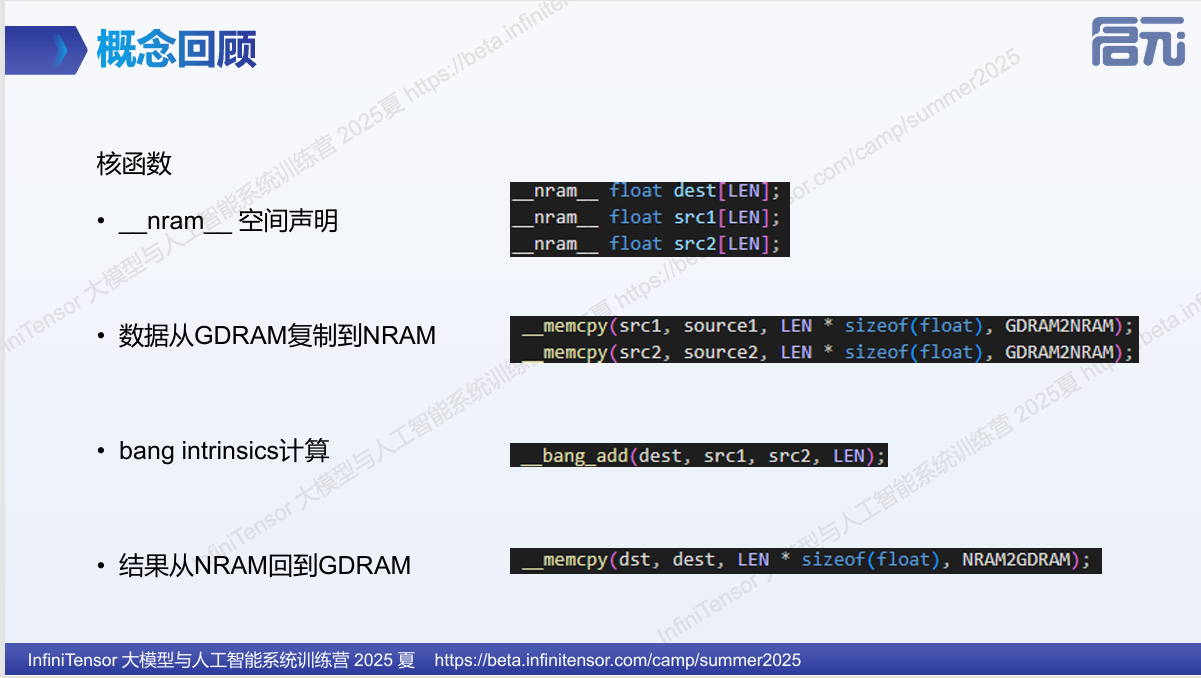 概念回顾
启元
核函数
• __nram__ 空间声明
__nram__ float dest[LEN];
__nram__ float src1[LEN];
__nram__ float src2[LEN];
• 数据从GDRAM复制到NRAM
__memcpy(src1, source1, LEN * sizeof(float), GDRAM2NRAM);
__memcpy(src2, source2, LEN * sizeof(float), GDRAM2NRAM);
• bang intrinsics计算
__bang_add(dest, src1, src2, LEN);
• 结果从NRAM回到GDRAM
__memcpy(dst, dest, LEN * sizeof(float), NRAM2GDRAM);
InfiniTensor 大模型与人工智能系统训练营 2025夏 https://beta.infinitensor.com/camp/summer2025
InfiniTensor 大模型与人工智能系统训练营 2025 夏 https://beta.infinitensor.com/camp/summer2025